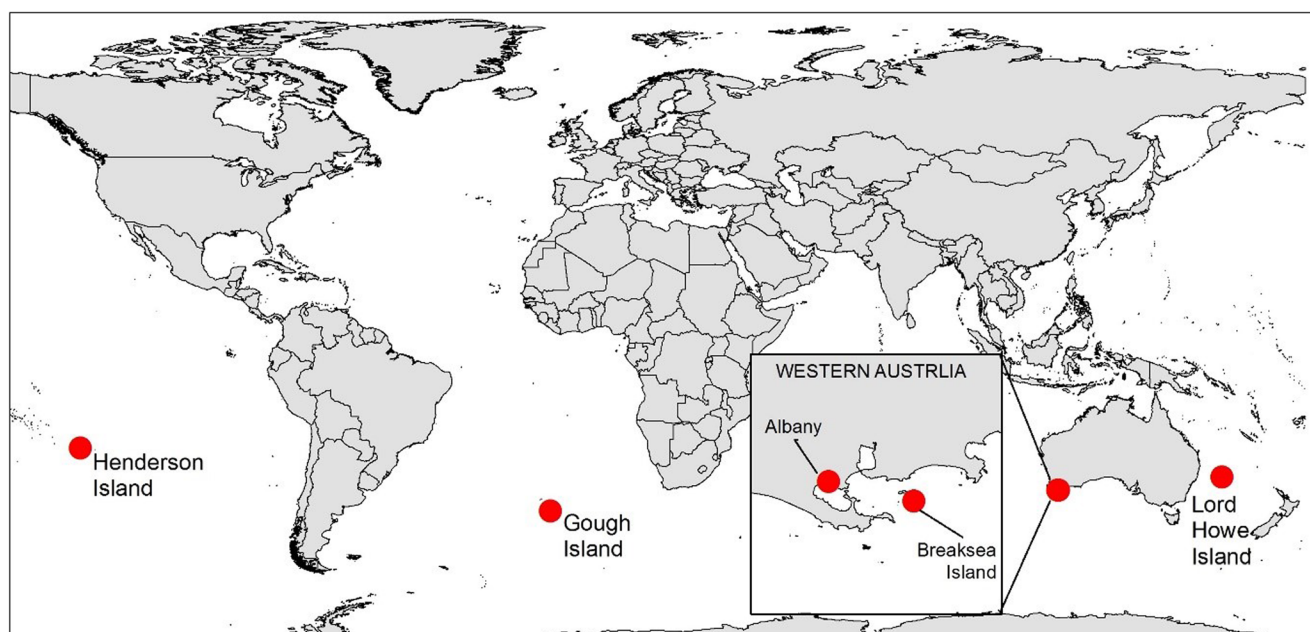 WESTERN AUSTRLIA
Albany
Breaksea
Island
Henderson
Island
Gough
Island
Lord
Howe
Island